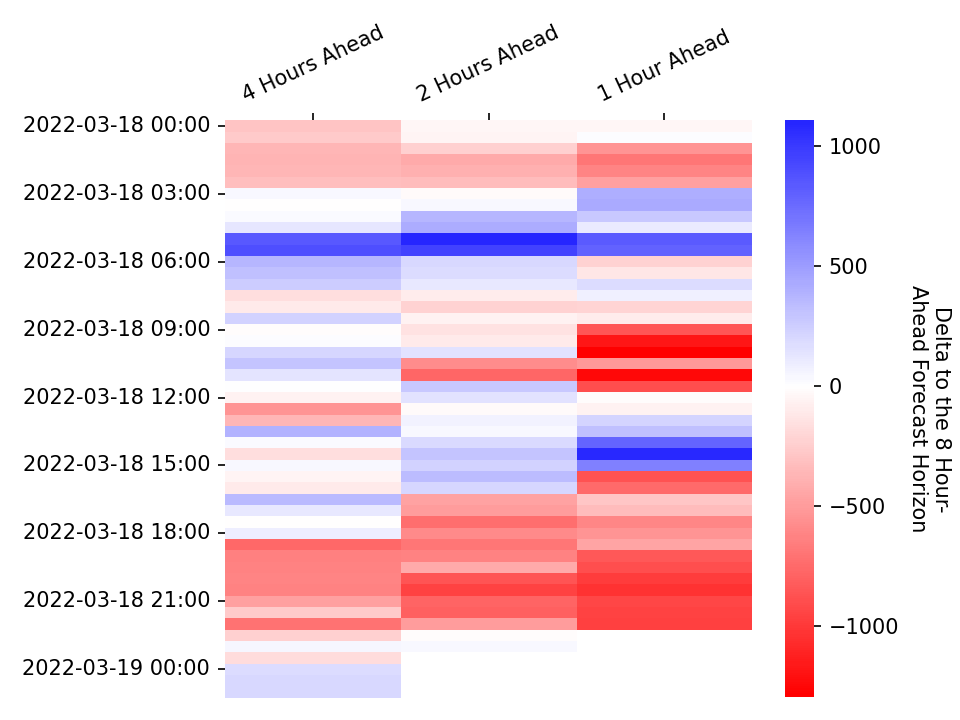 4 Hours Ahead
2 Hours Ahead
1 Hour Ahead
2022-03-18 00:00
2022-03-18 03:00
2022-03-18 06:00
2022-03-18 09:00
2022-03-18 12:00
2022-03-18 15:00
2022-03-18 18:00
2022-03-18 21:00
2022-03-19 00:00
1000
500
0
−500
−1000
Delta to the 8 Hour-
Ahead Forecast Horizon